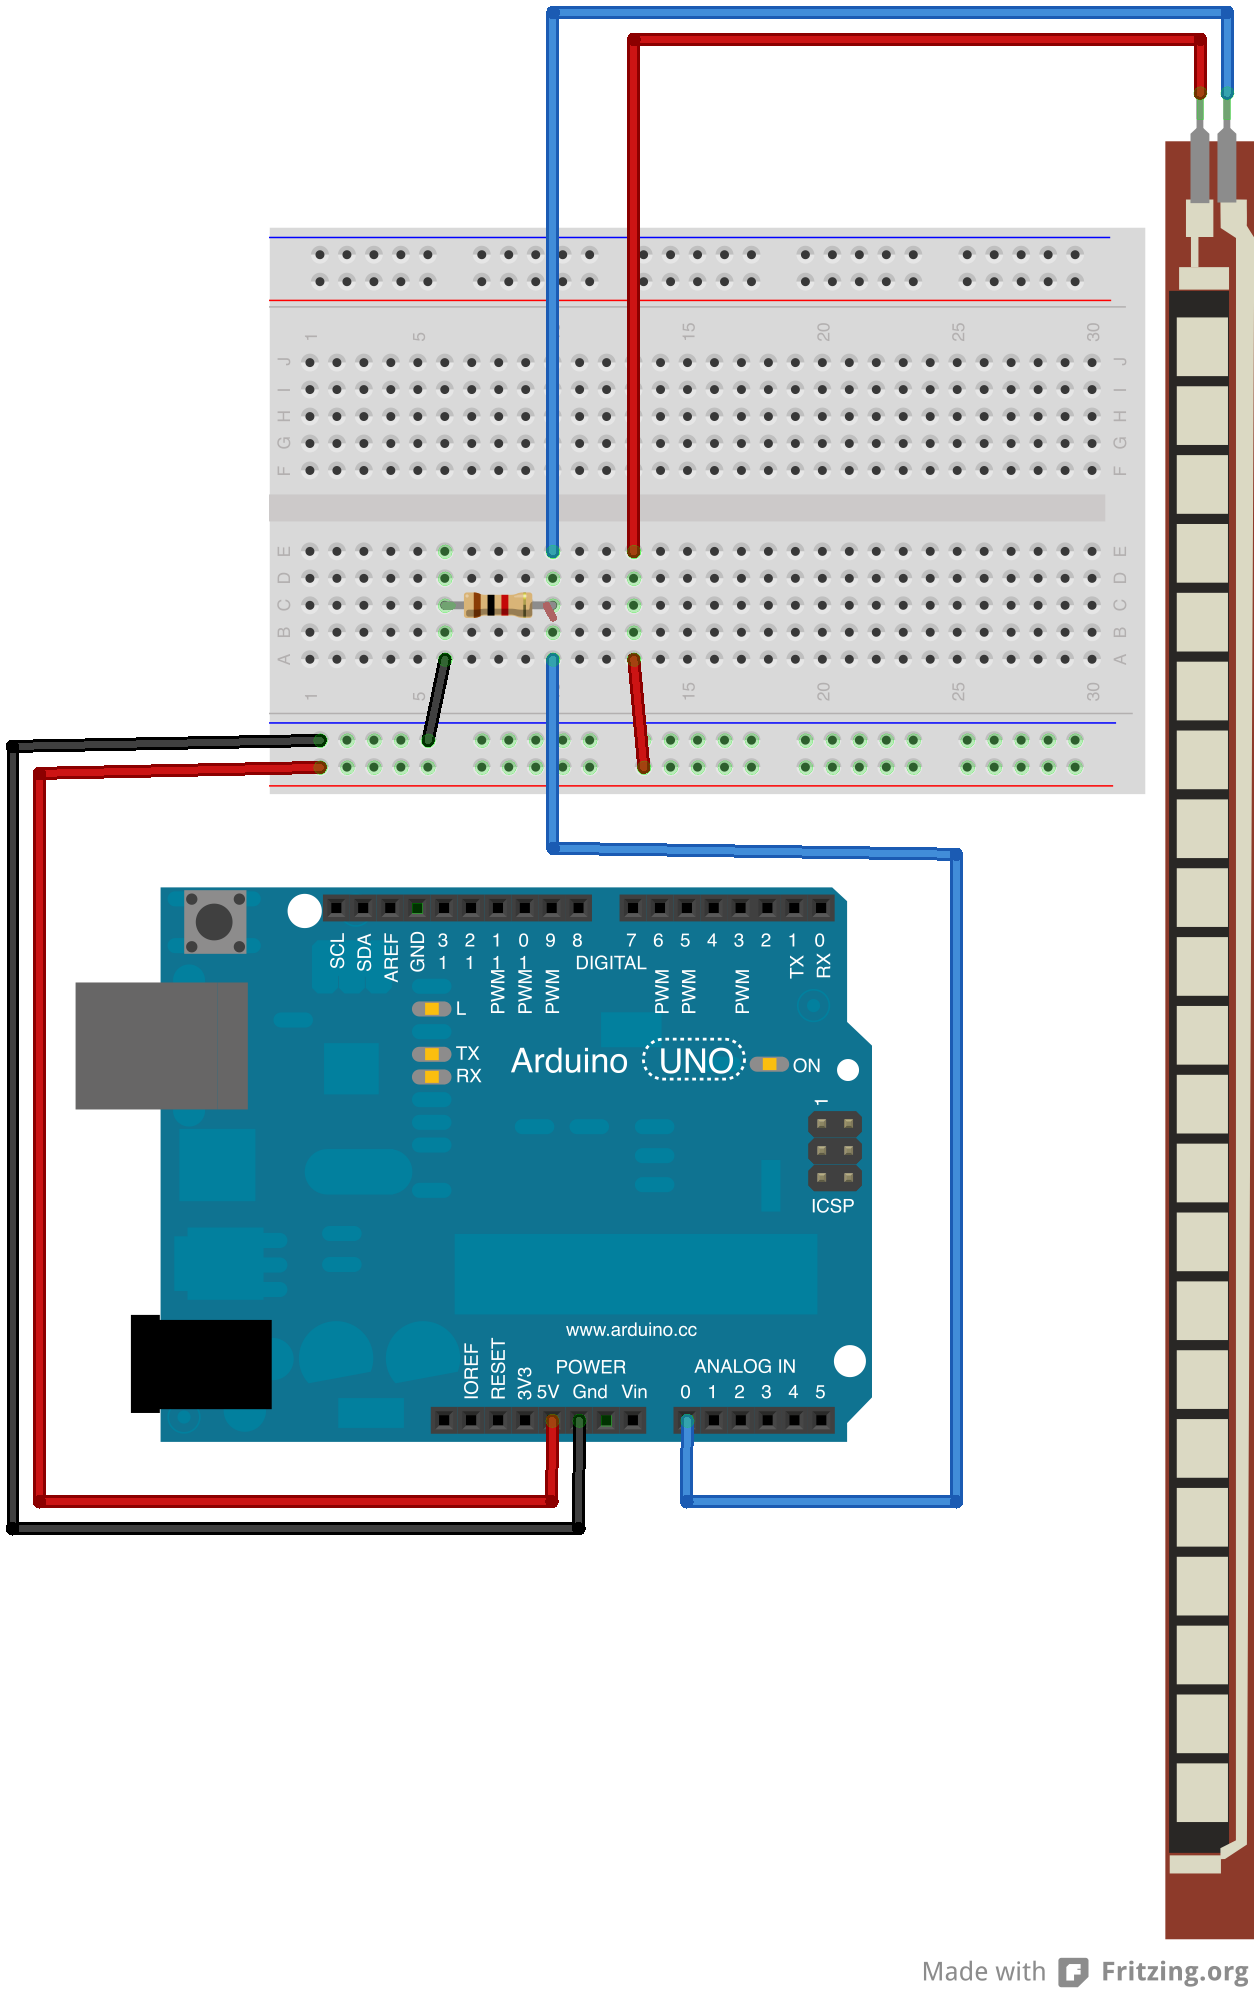 1 5 15 20 25 30
J J
I I
H H
G G
F F
E E
D D
C C
B B
A A
1 5 15 20 25 30
SCL SDA AREF GND 13 12 11 10 9 8 7 6 5 4 3 2 1 0
PWM PWM PWM DIGITAL PWM PWM PWM TX RX
L
TX
RX
Arduino UNO ON
1
ICSP
www.arduino.cc
POWER ANALOG IN
IOREF RESET 3V3 5V Gnd Vin 0 1 2 3 4 5
Made with Fritzing.org